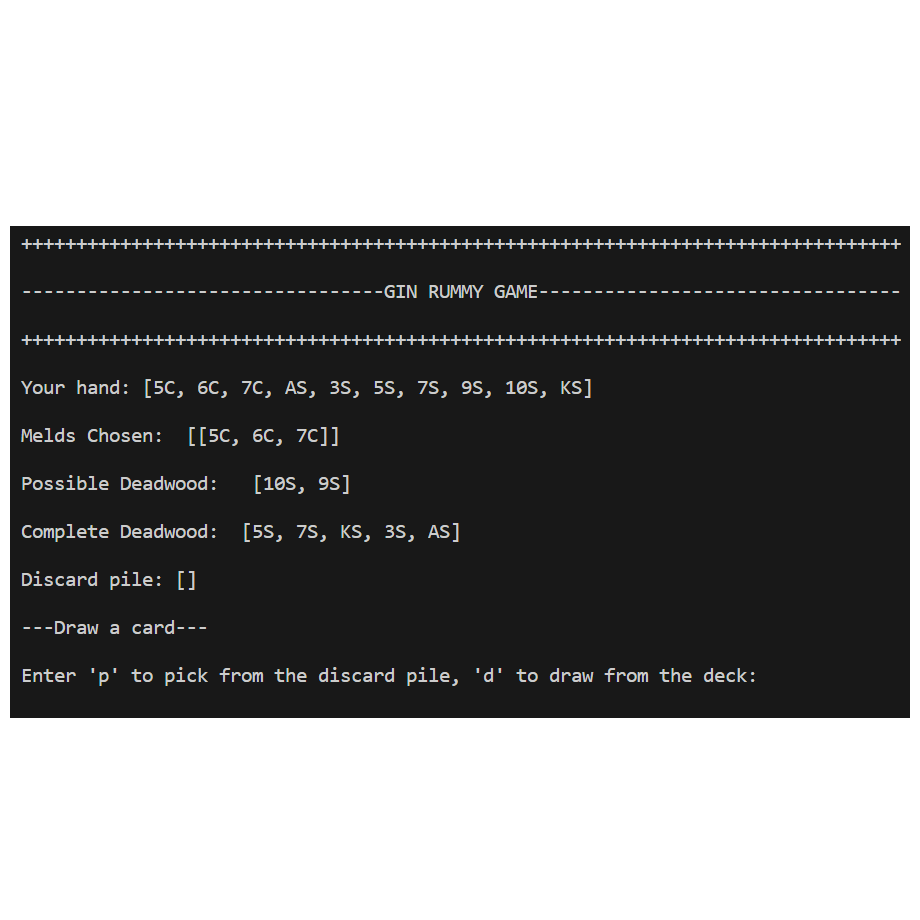 ++++++++++++++++++++++++++++++++++++++++++++++++++++++++++++++++++++++++++++++++
---------------------------------GIN RUMMY GAME---------------------------------
++++++++++++++++++++++++++++++++++++++++++++++++++++++++++++++++++++++++++++++++
Your hand: [5C, 6C, 7C, AS, 3S, 5S, 7S, 9S, 10S, KS]
Melds Chosen:  [[5C, 6C, 7C]]
Possible Deadwood:   [10S, 9S]
Complete Deadwood:  [5S, 7S, KS, 3S, AS]
Discard pile: []
---Draw a card---
Enter 'p' to pick from the discard pile, 'd' to draw from the deck: